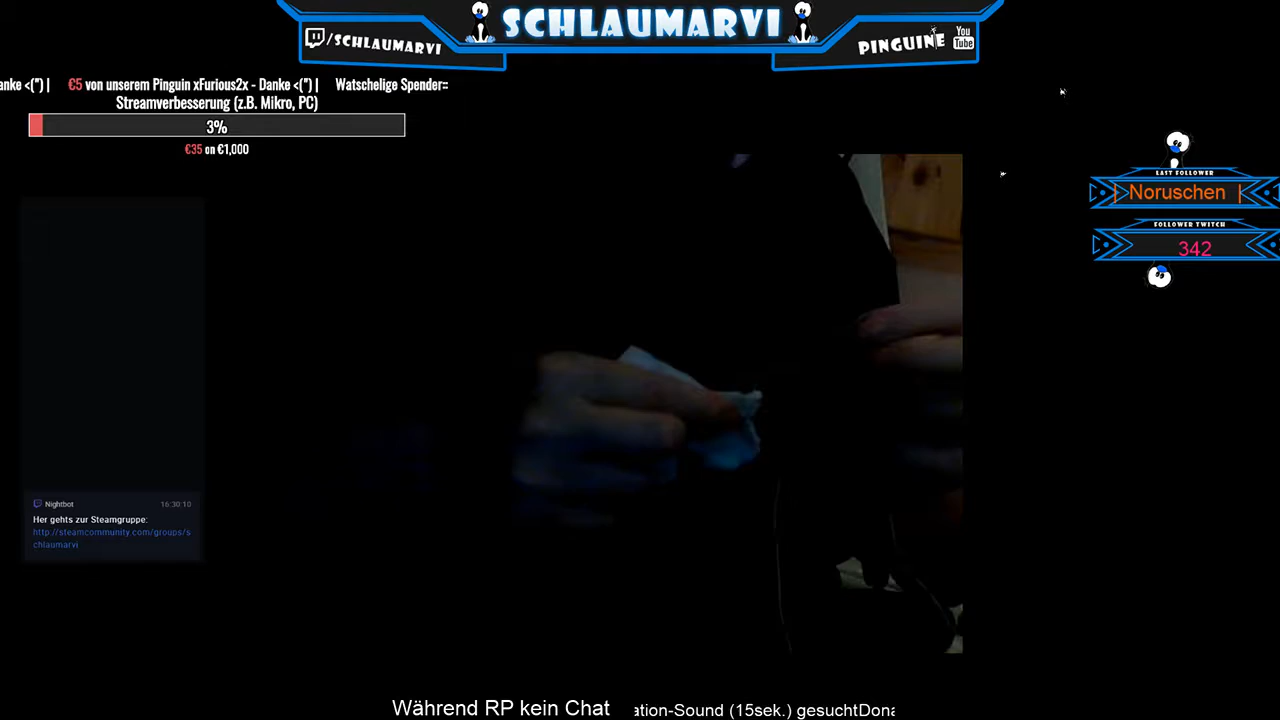 SCHLAUMARVI
/SCHLAUMARVI
PINGUINE
You
Tube
anke <(") | €5 von unserem Pinguin xFurious2x - Danke <(") | Watschelige Spender::
Streamverbesserung (z.B. Mikro, PC)
3%
€35 on €1,000
LAST FOLLOWER
| Noruschen |
FOLLOWER TWITCH
342
Nightbot 16:30:10
Her gehts zur Steamgruppe:
http://steamcommunity.com/groups/s
chlaumarvi
Während RP kein Chat
ation-Sound (15sek.) gesuchtDona